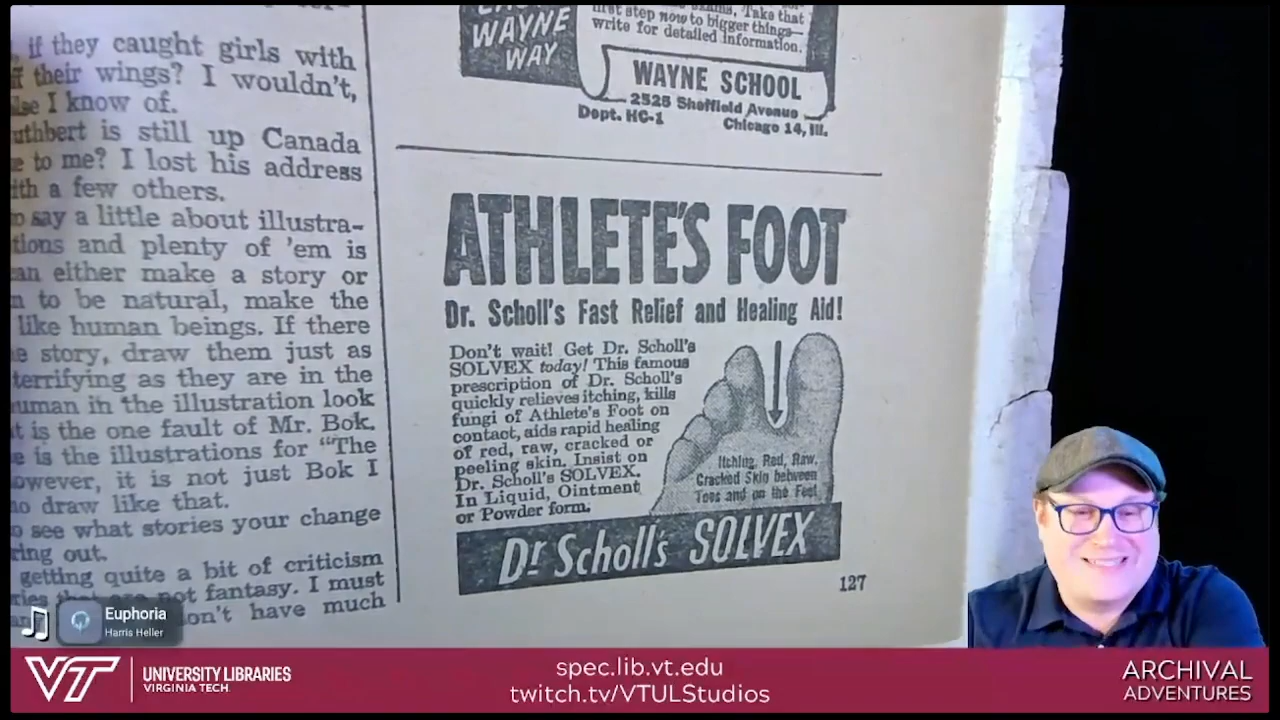 if they caught girls with
their wings? I wouldn't,
else I know of.
uthbert is still up Canada
e to me? I lost his address
ith a few others.
o say a little about illustra-
tions and plenty of 'em is
an either make a story or
n to be natural, make the
like human beings. If there
e story, draw them just as
terrifying as they are in the
uman in the illustration look
t is the one fault of Mr. Bok.
e is the illustrations for "The
owever, it is not just Bok I
o draw like that.
o see what stories your change
ring out.
getting quite a bit of criticism
not fantasy. I must
on't have much
WAYNE
WAY
first step now to bigger things—
write for detailed information.
WAYNE SCHOOL
2525 Sheffield Avenue
Dept. HC-1 Chicago 14, Ill.
ATHLETE'S FOOT
Dr. Scholl's Fast Relief and Healing Aid!
Don't wait! Get Dr. Scholl's
SOLVEX today! This famous
prescription of Dr. Scholl's
quickly relieves itching, kills
fungi of Athlete's Foot on
contact, aids rapid healing
of red, raw, cracked or
peeling skin. Insist on
Dr. Scholl's SOLVEX.
In Liquid, Ointment
or Powder form.
Itching, Red, Raw,
Cracked Skin between
Toes and on the Feet
Dr Scholl's SOLVEX
127
Euphoria
Harris Heller
VT
UNIVERSITY LIBRARIES
VIRGINIA TECH.
spec.lib.vt.edu
twitch.tv/VTULStudios
ARCHIVAL
ADVENTURES